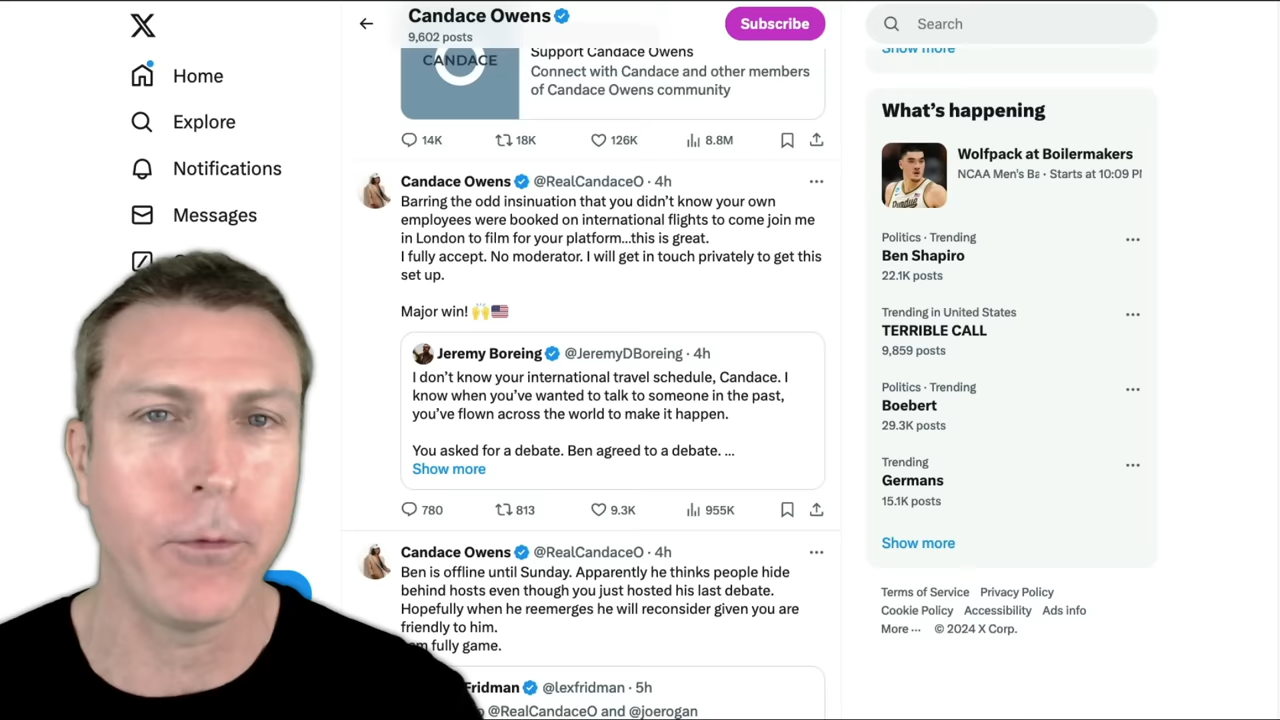 Home
Explore
Notifications
Messages
Candace Owens
9,602 posts
Subscribe
CANDACE
Support Candace Owens
Connect with Candace and other members
of Candace Owens community
14K 18K 126K 8.8M
Candace Owens @RealCandaceO · 4h
Barring the odd insinuation that you didn’t know your own
employees were booked on international flights to come join me
in London to film for your platform...this is great.
I fully accept. No moderator. I will get in touch privately to get this
set up.
Major win! 🙌🇺🇸
Jeremy Boreing @JeremyDBoreing · 4h
I don’t know your international travel schedule, Candace. I
know when you’ve wanted to talk to someone in the past,
you’ve flown across the world to make it happen.
You asked for a debate. Ben agreed to a debate. ...
Show more
780 813 9.3K 955K
Candace Owens @RealCandaceO · 4h
Ben is offline until Sunday. Apparently he thinks people hide
behind hosts even though you just hosted his last debate.
Hopefully when he reemerges he will reconsider given you are
friendly to him.
fully game.
Fridman @lexfridman · 5h
@RealCandaceO and @joerogan
Search
Show more
What’s happening
Wolfpack at Boilermakers
NCAA Men's Ba · Starts at 10:09 PM
Politics · Trending
Ben Shapiro
22.1K posts
Trending in United States
TERRIBLE CALL
9,859 posts
Politics · Trending
Boebert
29.3K posts
Trending
Germans
15.1K posts
Show more
Terms of Service Privacy Policy
Cookie Policy Accessibility Ads info
More ··· © 2024 X Corp.